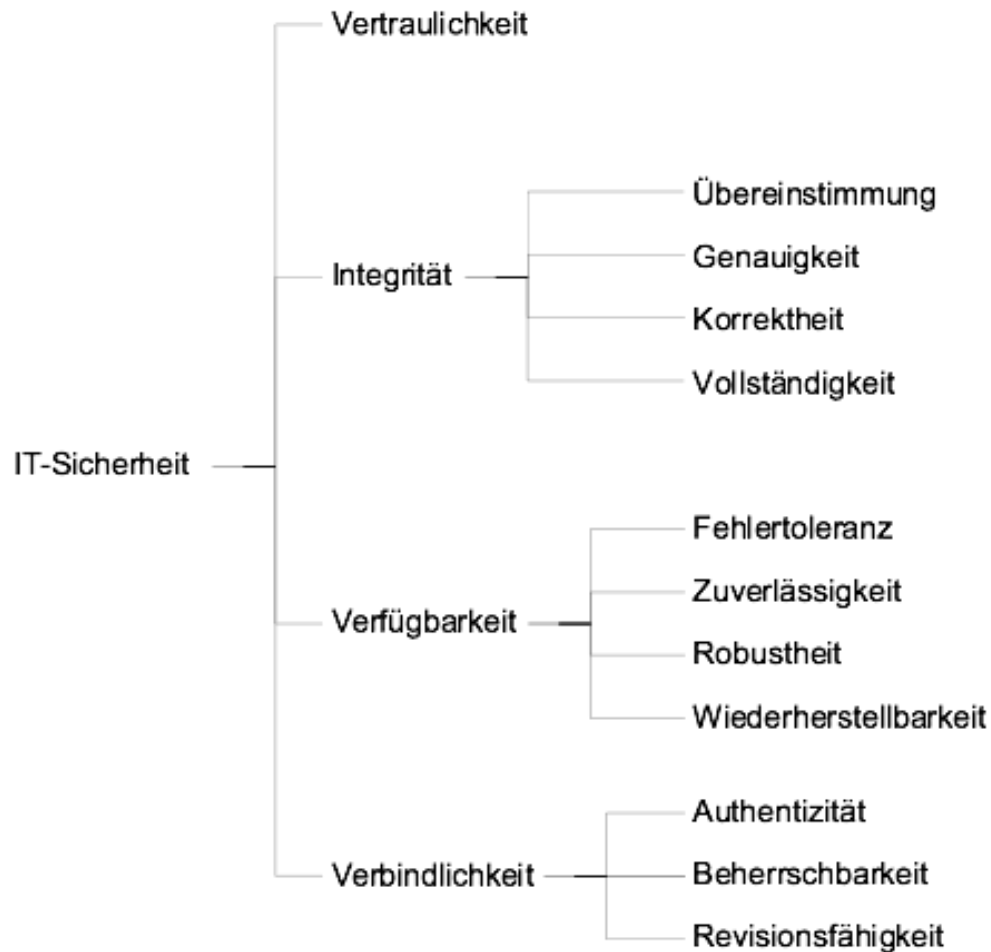 Vertraulichkeit
Übereinstimmung
Genauigkeit
Integrität
Korrektheit
Vollständigkeit
IT-Sicherheit
Fehlertoleranz
Zuverlässigkeit
Verfügbarkeit
Robustheit
Wiederherstellbarkeit
Authentizität
Verbindlichkeit
Beherrschbarkeit
Revisionsfähigkeit